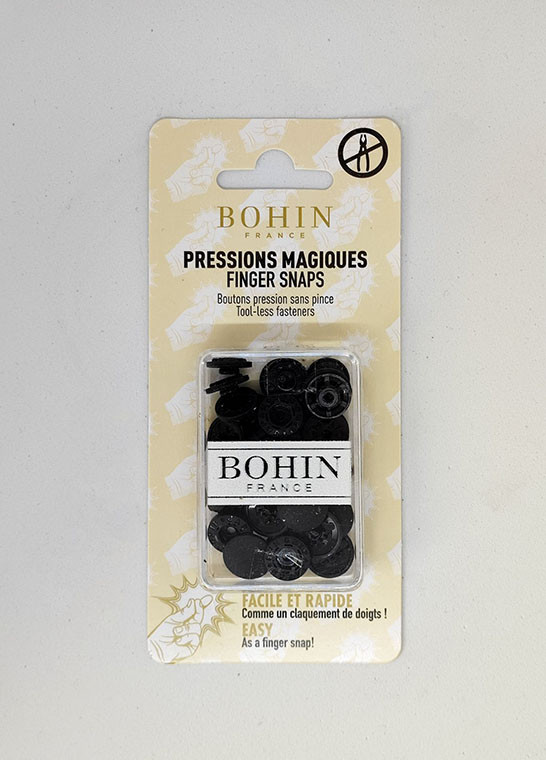 BOHIN
FRANCE
PRESSIONS MAGIQUES
FINGER SNAPS
Boutons pression sans pince
Tool-less fasteners
BOHIN
FRANCE
FACILE ET RAPIDE
Comme un claquement de doigts !
EASY
As a finger snap!